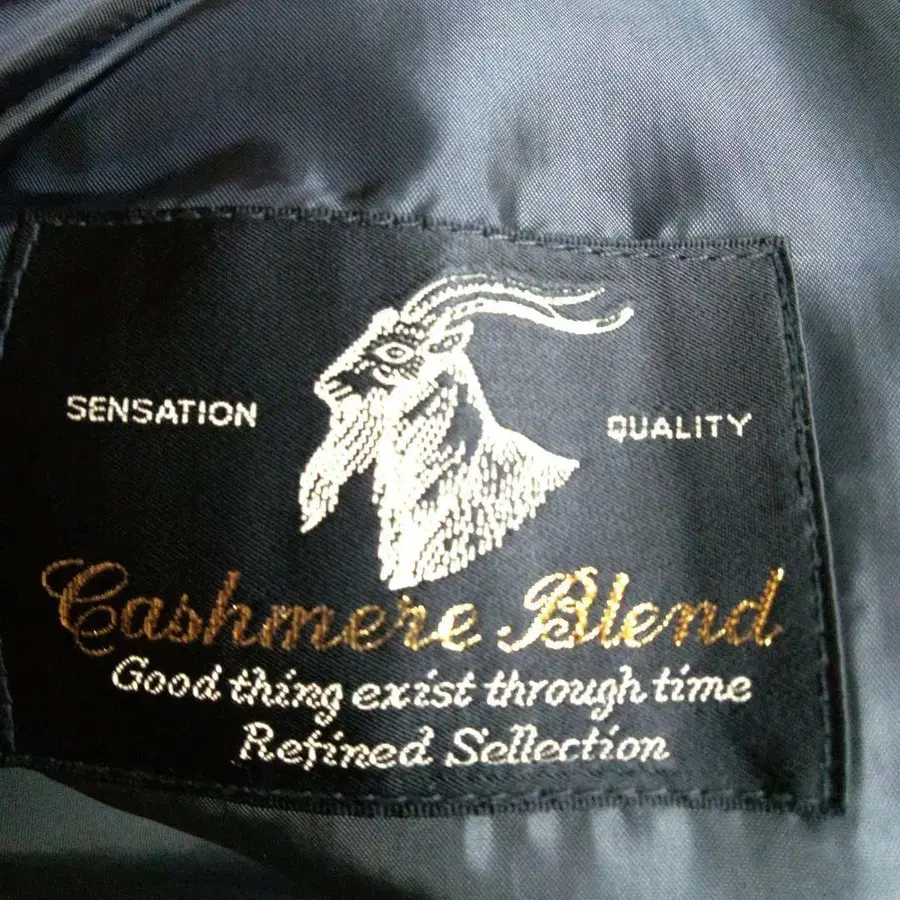 SENSATION
QUALITY
Cashmere Blend
Good thing exist through time
Refined Sellection